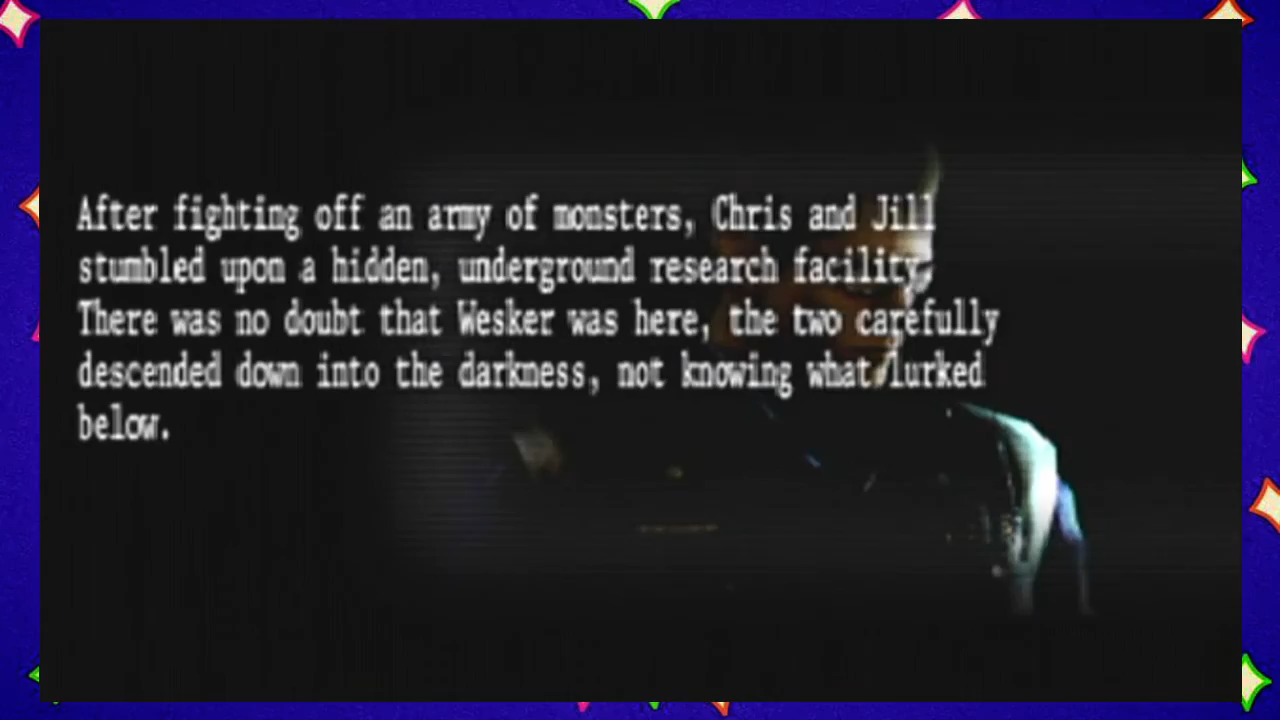 After fighting off an army of monsters, Chris and Jill
stumbled upon a hidden, underground research facility.
There was no doubt that Wesker was here, the two carefully
descended down into the darkness, not knowing what lurked
below.